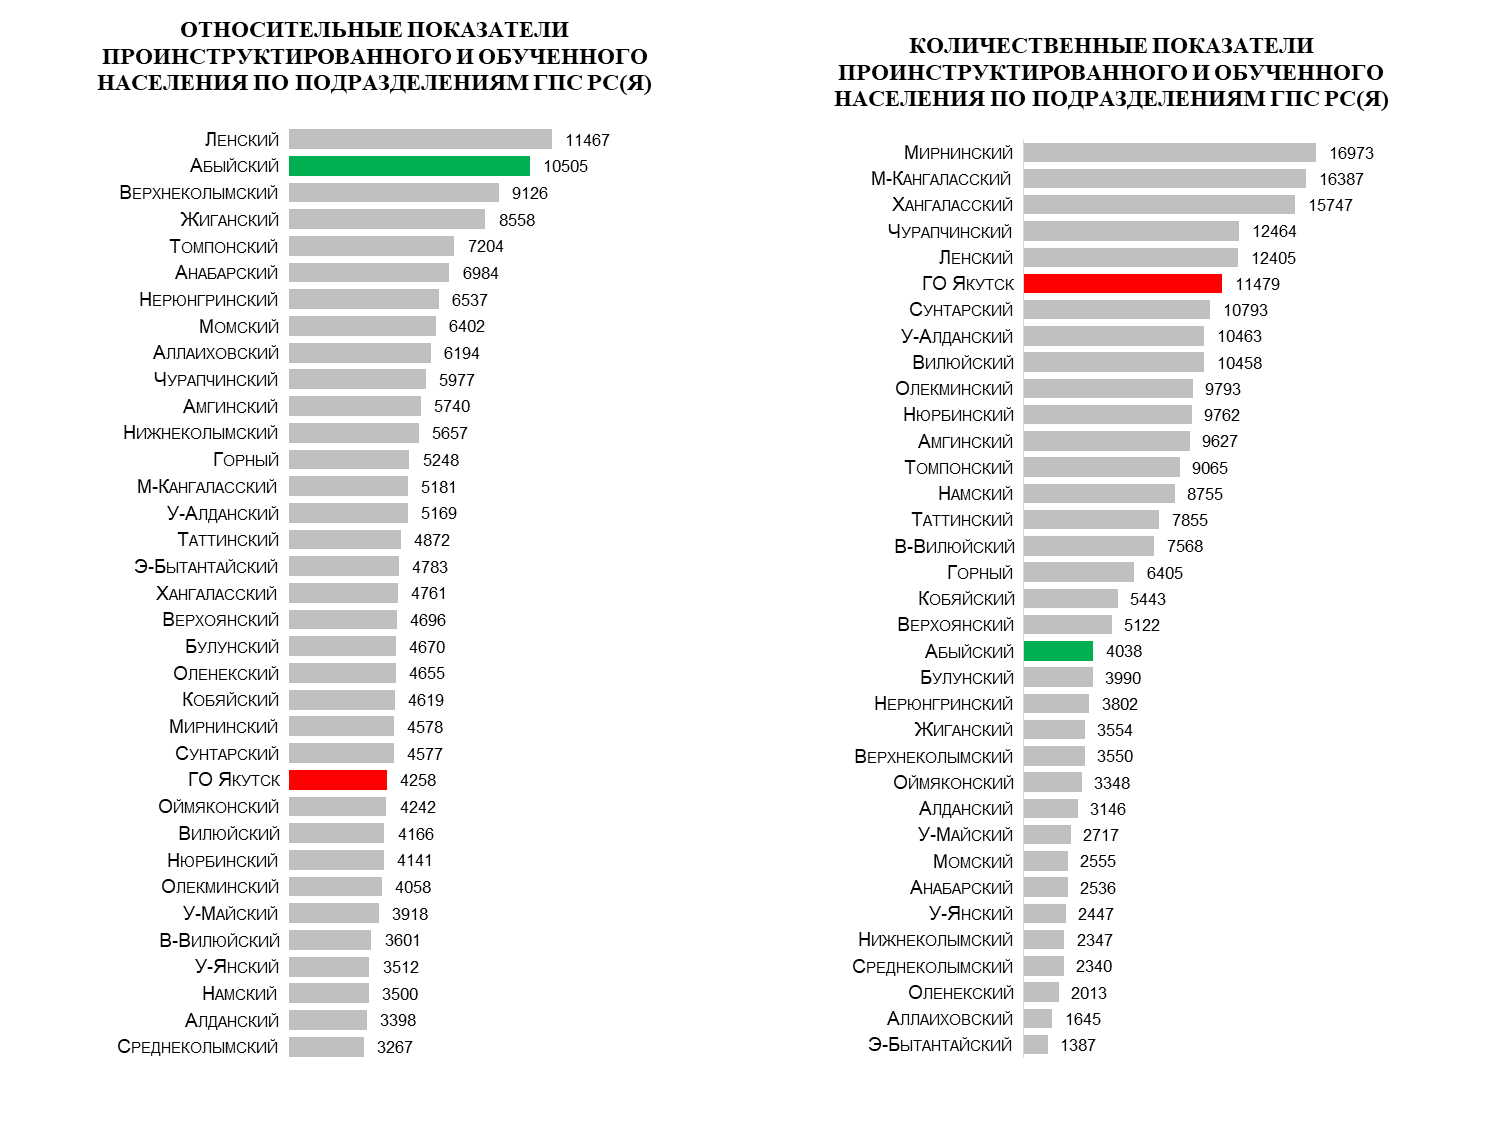 ОТНОСИТЕЛЬНЫЕ ПОКАЗАТЕЛИ
ПРОИНСТРУКТИРОВАННОГО И ОБУЧЕННОГО
НАСЕЛЕНИЯ ПО ПОДРАЗДЕЛЕНИЯМ ГПС РС(Я)
Ленский 11467
Абыйский 10505
Верхнеколымский 9126
Жиганский 8558
Томпонский 7204
Анабарский 6984
Нерюнгринский 6537
Момский 6402
Аллаиховский 6194
Чурапчинский 5977
Амгинский 5740
Нижнеколымский 5657
Горный 5248
М-Кангаласский 5181
У-Алданский 5169
Таттинский 4872
Э-Бытантайский 4783
Хангаласский 4761
Верхоянский 4696
Булунский 4670
Оленекский 4655
Кобяйский 4619
Мирнинский 4578
Сунтарский 4577
ГО Якутск 4258
Оймяконский 4242
Вилюйский 4166
Нюрбинский 4141
Олекминский 4058
У-Майский 3918
В-Вилюйский 3601
У-Янский 3512
Намский 3500
Алданский 3398
Среднеколымский 3267
КОЛИЧЕСТВЕННЫЕ ПОКАЗАТЕЛИ
ПРОИНСТРУКТИРОВАННОГО И ОБУЧЕННОГО
НАСЕЛЕНИЯ ПО ПОДРАЗДЕЛЕНИЯМ ГПС РС(Я)
Мирнинский 16973
М-Кангаласский 16387
Хангаласский 15747
Чурапчинский 12464
Ленский 12405
ГО Якутск 11479
Сунтарский 10793
У-Алданский 10463
Вилюйский 10458
Олекминский 9793
Нюрбинский 9762
Амгинский 9627
Томпонский 9065
Намский 8755
Таттинский 7855
В-Вилюйский 7568
Горный 6405
Кобяйский 5443
Верхоянский 5122
Абыйский 4038
Булунский 3990
Нерюнгринский 3802
Жиганский 3554
Верхнеколымский 3550
Оймяконский 3348
Алданский 3146
У-Майский 2717
Момский 2555
Анабарский 2536
У-Янский 2447
Нижнеколымский 2347
Среднеколымский 2340
Оленекский 2013
Аллаиховский 1645
Э-Бытантайский 1387